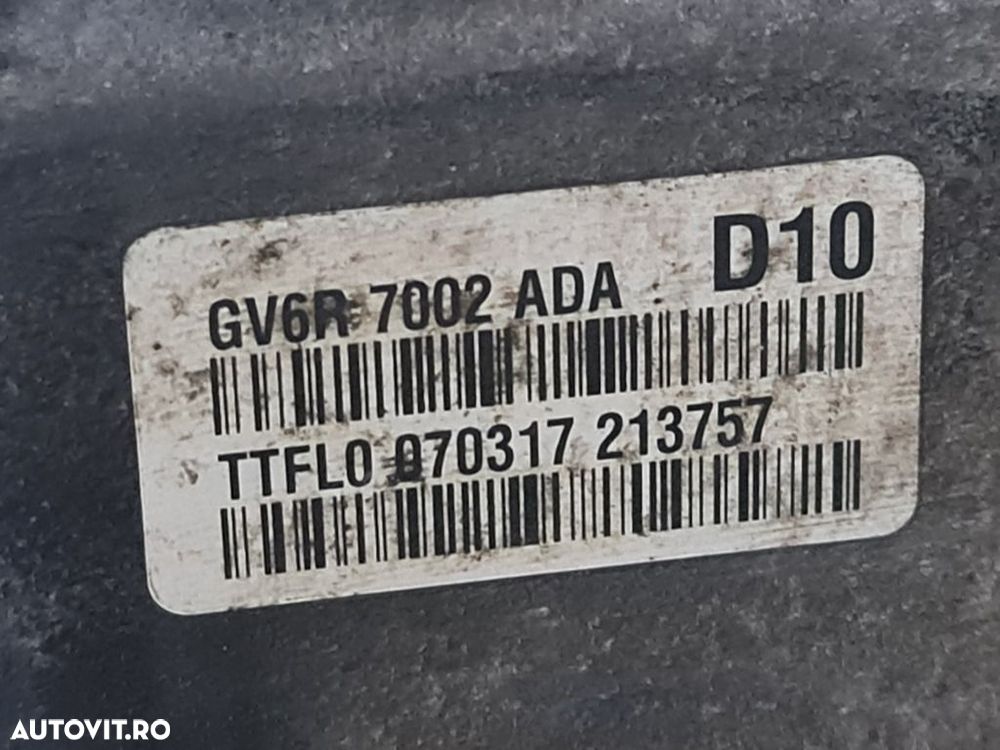 D10
GV6R 7002 ADA
TTFL0 070317 213757
AUTOVIT.RO